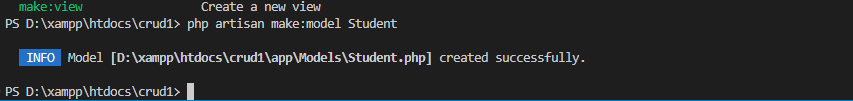 make:view Create a new view
PS D:\xampp\htdocs\crud1> php artisan make:model Student
INFO Model [D:\xampp\htdocs\crud1\app\Models\Student.php] created successfully.
PS D:\xampp\htdocs\crud1>